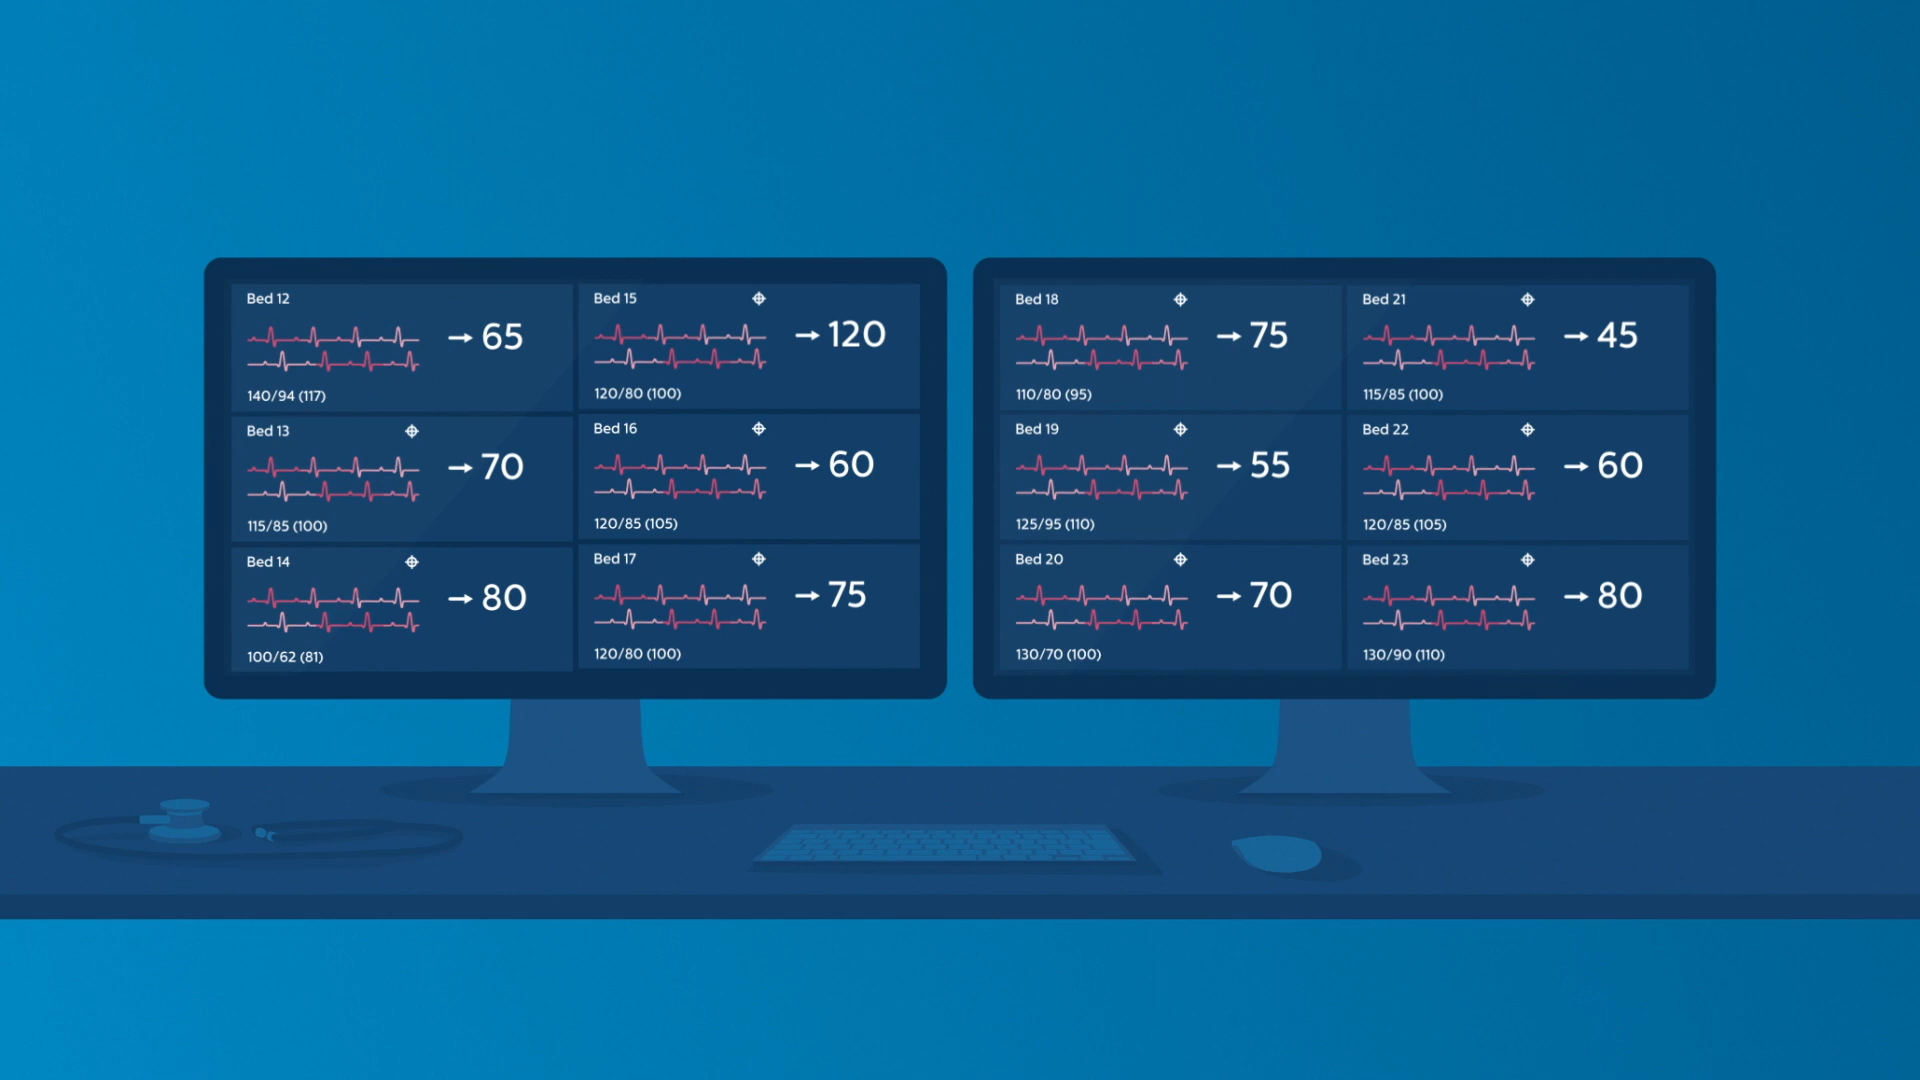 Bed 12
→ 65
140/94 (117)
Bed 13
→ 70
115/85 (100)
Bed 14
→ 80
100/62 (81)
Bed 15
→ 120
120/80 (100)
Bed 16
→ 60
120/85 (105)
Bed 17
→ 75
120/80 (100)
Bed 18
→ 75
110/80 (95)
Bed 19
→ 55
125/95 (110)
Bed 20
→ 70
130/70 (100)
Bed 21
→ 45
115/85 (100)
Bed 22
→ 60
120/85 (105)
Bed 23
→ 80
130/90 (110)